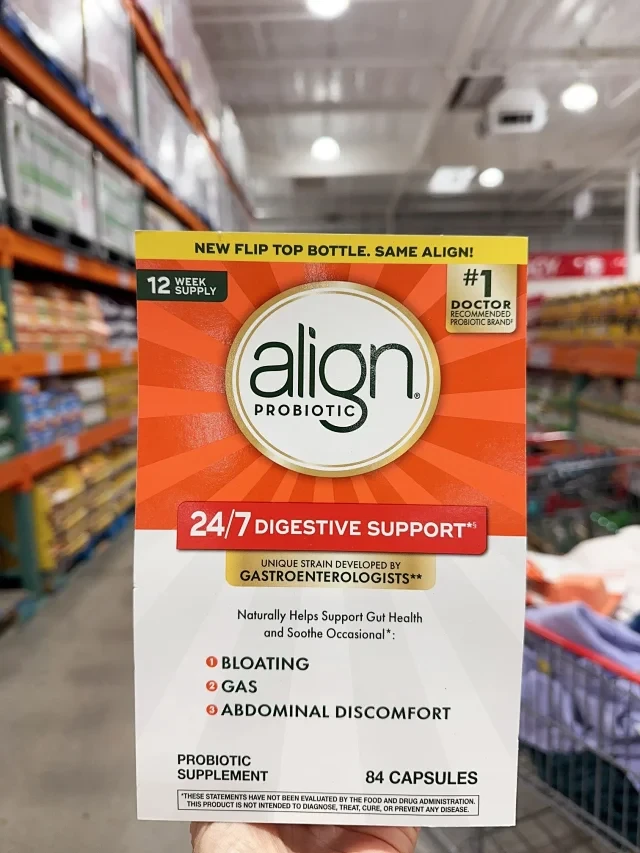 NEW FLIP TOP BOTTLE. SAME ALIGN!
12 WEEK
SUPPLY
#1
DOCTOR
RECOMMENDED
PROBIOTIC BRAND‡
align®
PROBIOTIC
24/7 DIGESTIVE SUPPORT*§
UNIQUE STRAIN DEVELOPED BY
GASTROENTEROLOGISTS**
Naturally Helps Support Gut Health
and Soothe Occasional*:
1 BLOATING
2 GAS
3 ABDOMINAL DISCOMFORT
PROBIOTIC
SUPPLEMENT
84 CAPSULES
*THESE STATEMENTS HAVE NOT BEEN EVALUATED BY THE FOOD AND DRUG ADMINISTRATION.
THIS PRODUCT IS NOT INTENDED TO DIAGNOSE, TREAT, CURE, OR PREVENT ANY DISEASE.